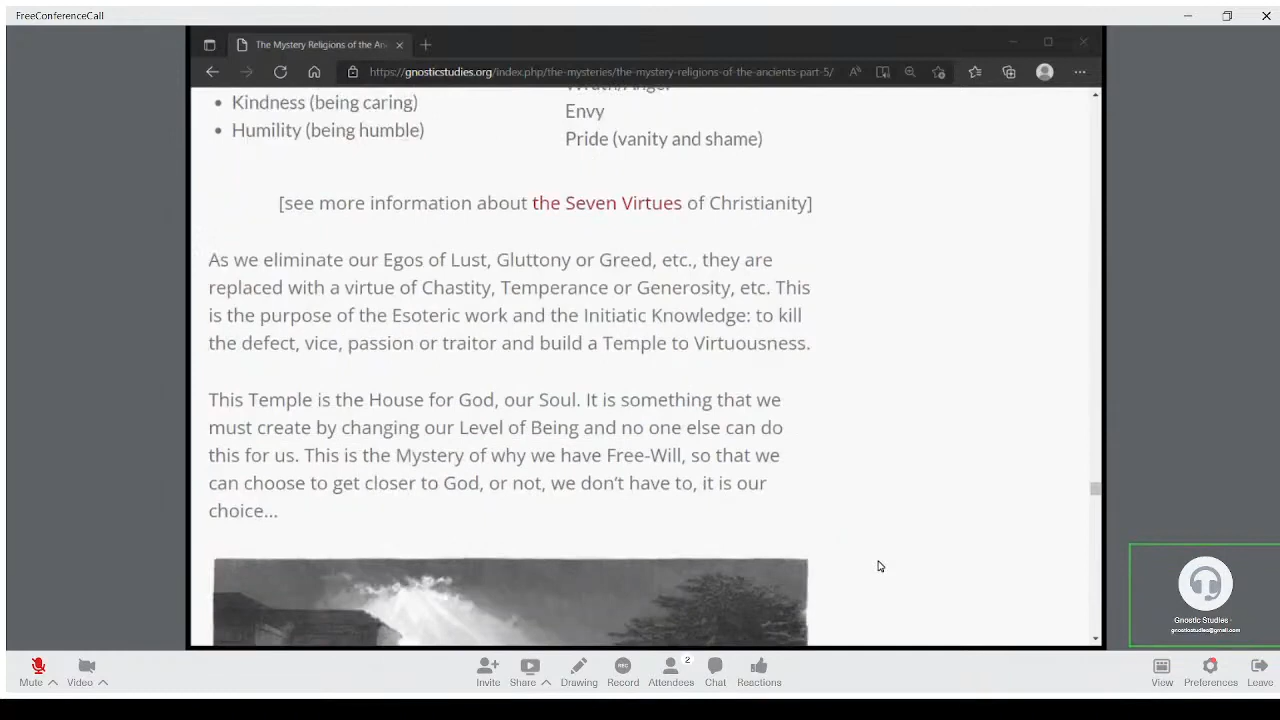 FreeConferenceCall
The Mystery Religions of the An
https://gnosticstudies.org/index.php/the-mysteries/the-mystery-religions-of-the-ancients-part-5/
Wrath/Anger
• Kindness (being caring)
Envy
• Humility (being humble)
Pride (vanity and shame)
[see more information about the Seven Virtues of Christianity]
As we eliminate our Egos of Lust, Gluttony or Greed, etc., they are
replaced with a virtue of Chastity, Temperance or Generosity, etc. This
is the purpose of the Esoteric work and the Initiatic Knowledge: to kill
the defect, vice, passion or traitor and build a Temple to Virtuousness.
This Temple is the House for God, our Soul. It is something that we
must create by changing our Level of Being and no one else can do
this for us. This is the Mystery of why we have Free-Will, so that we
can choose to get closer to God, or not, we don't have to, it is our
choice...
Gnostic Studies -
gnosticstudies@gmail.com
Mute
Video
Invite
Share
Drawing
REC
Record
2
Attendees
Chat
Reactions
View
Preferences
Leave